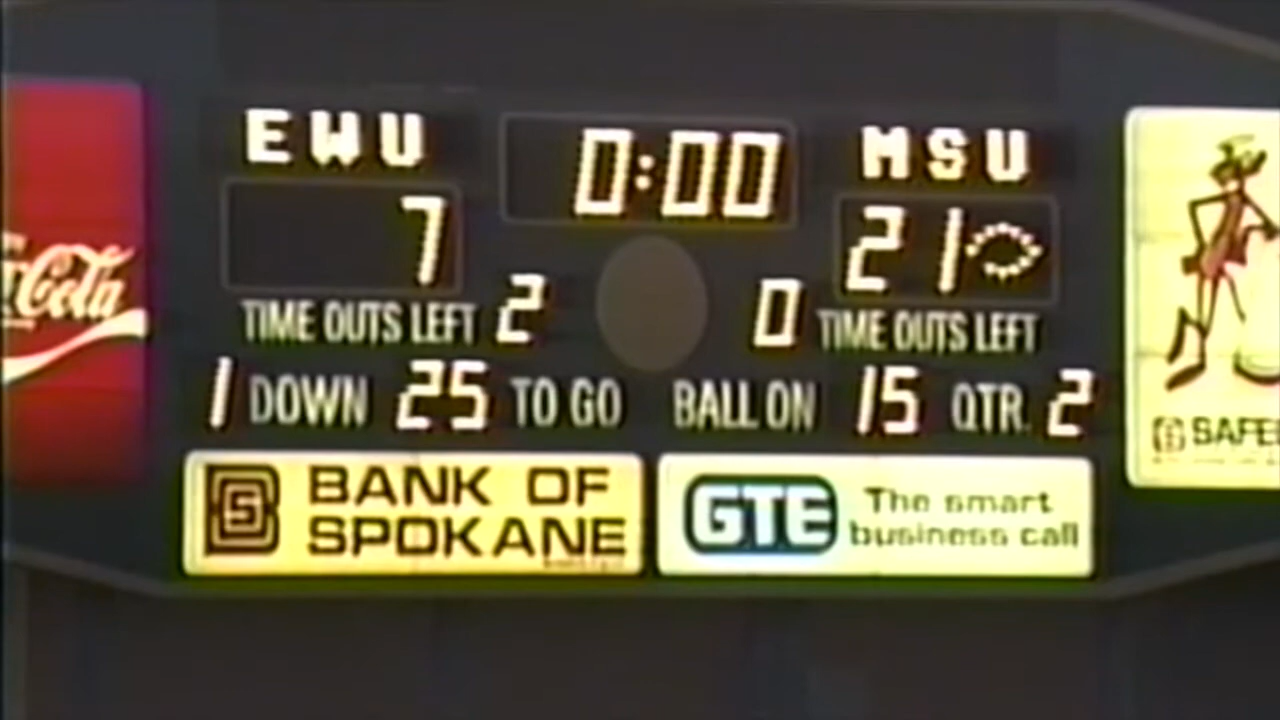 EWU 0:00 MSU
7 21
TIME OUTS LEFT 2 0 TIME OUTS LEFT
1 DOWN 25 TO GO BALL ON 15 QTR. 2
Cola
BANK OF
SPOKANE
GTE
The smart
business call